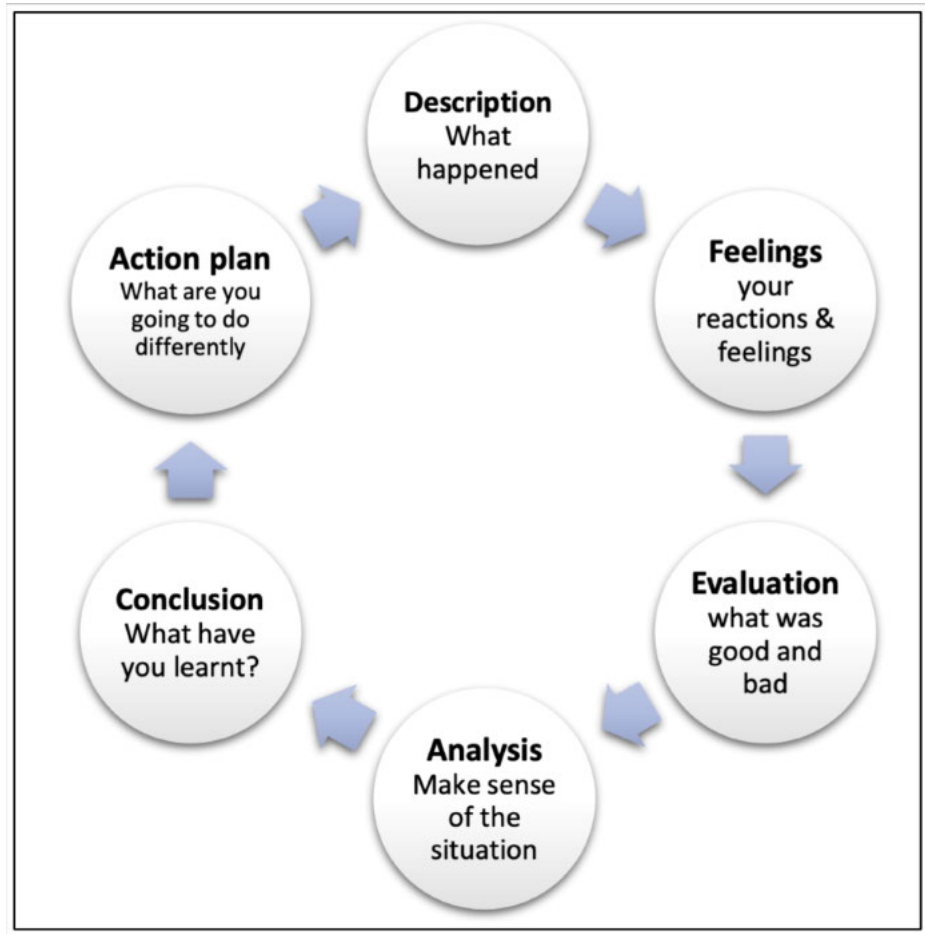 Description
What
happened
Feelings
your
reactions &
feelings
Evaluation
what was
good and
bad
Analysis
Make sense
of the
situation
Conclusion
What have
you learnt?
Action plan
What are you
going to do
differently